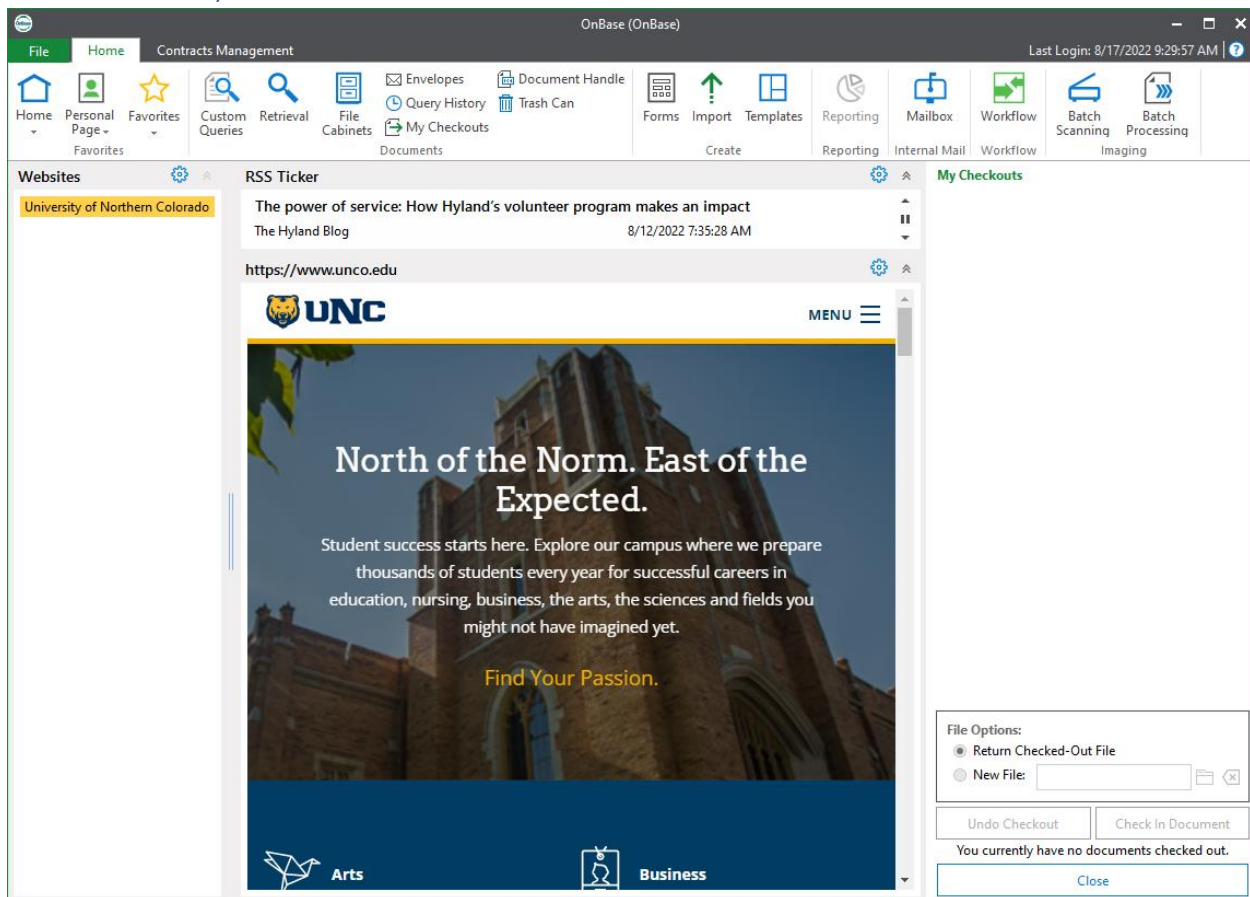 OnBase
OnBase (OnBase)
File Home Contracts Management
Last Login: 8/17/2022 9:29:57 AM
Home
Personal Page
Favorites
Favorites
Custom Queries
Retrieval
File Cabinets
Envelopes
Query History
My Checkouts
Document Handle
Trash Can
Documents
Forms
Import
Templates
Create
Reporting
Reporting
Mailbox
Internal Mail
Workflow
Workflow
Batch Scanning
Batch Processing
Imaging
Websites
University of Northern Colorado
RSS Ticker
The power of service: How Hyland's volunteer program makes an impact
The Hyland Blog 8/12/2022 7:35:28 AM
https://www.unco.edu
UNC
MENU
North of the Norm. East of the
Expected.
Student success starts here. Explore our campus where we prepare
thousands of students every year for successful careers in
education, nursing, business, the arts, the sciences and fields you
might not have imagined yet.
Find Your Passion.
Arts
Business
My Checkouts
File Options:
Return Checked-Out File
New File:
Undo Checkout
Check In Document
You currently have no documents checked out.
Close